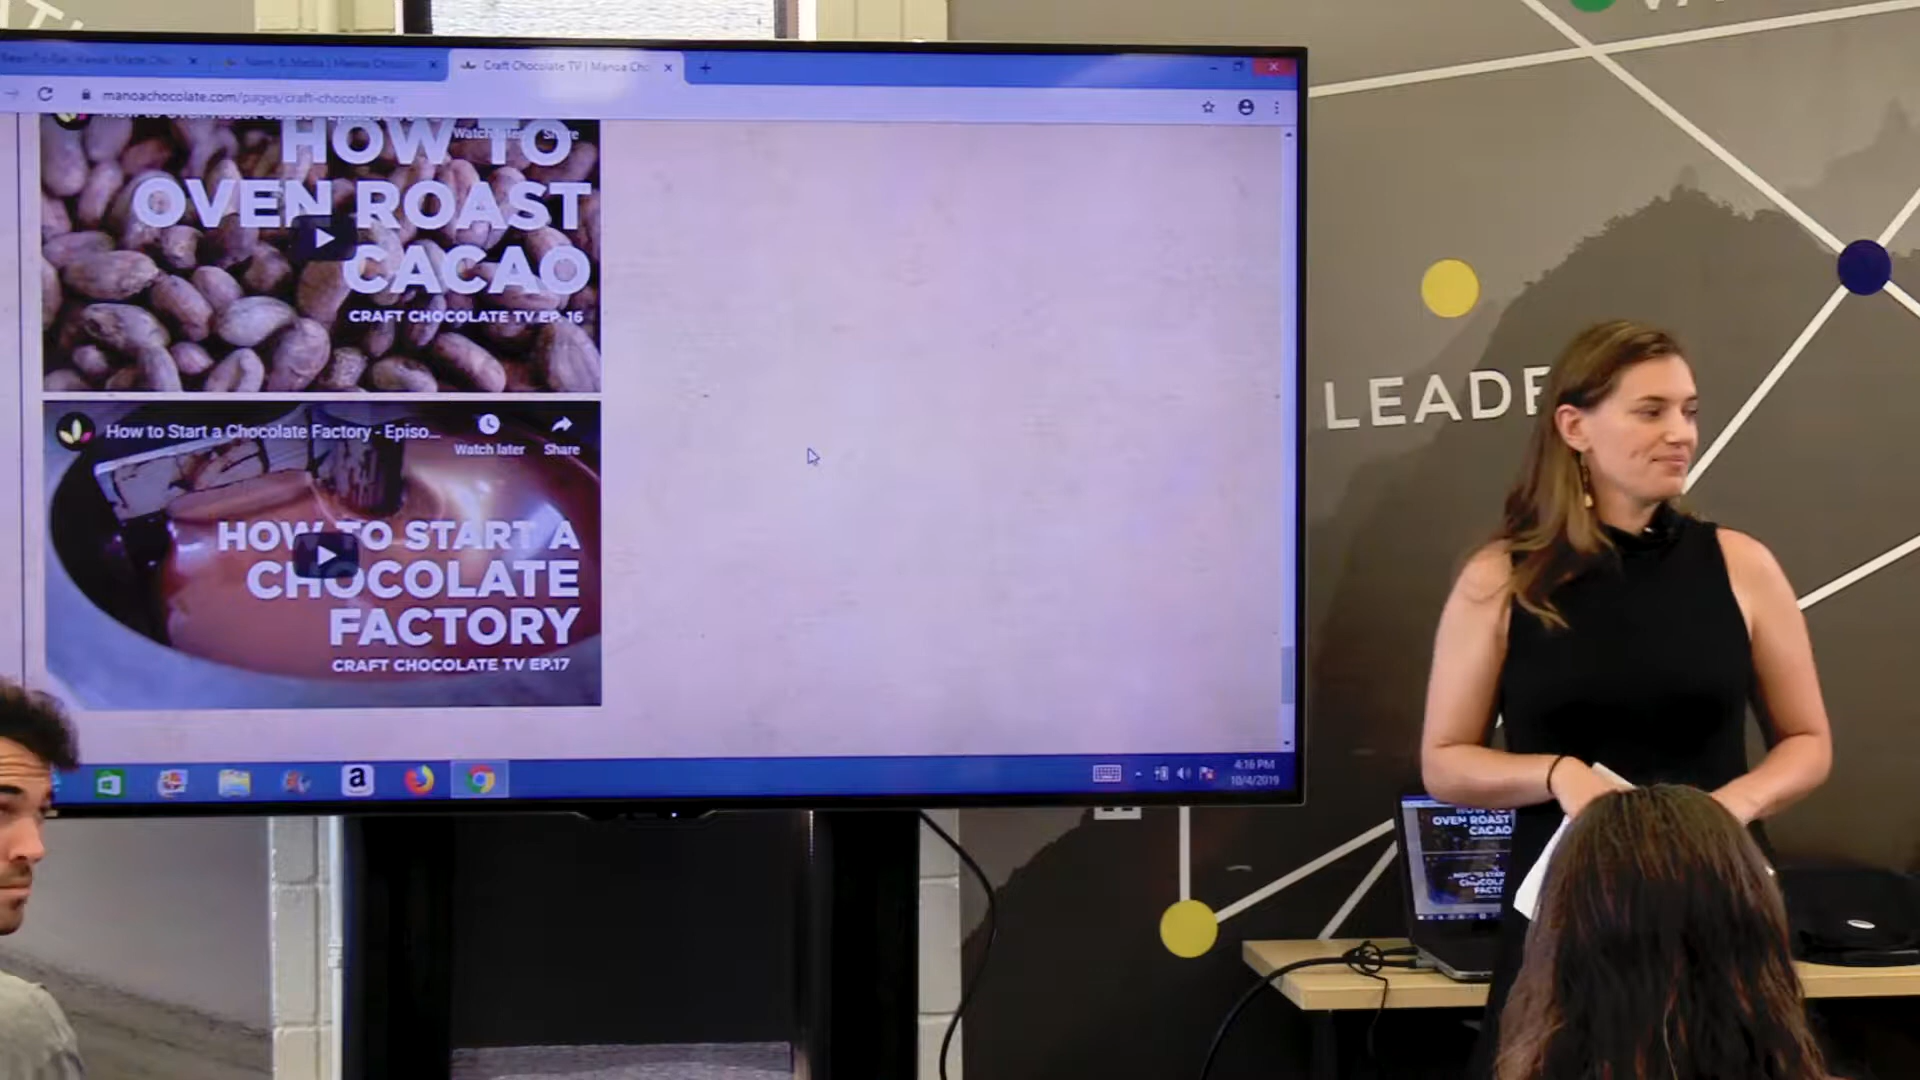 Craft Chocolate TV | Manoa Cho
manoachocolate.com/pages/craft-chocolate-tv
Watch later
Share
HOW TO
OVEN ROAST
CACAO
CRAFT CHOCOLATE TV EP. 16
How to Start a Chocolate Factory - Episo...
Watch later
Share
HOW TO START A
CHOCOLATE
FACTORY
CRAFT CHOCOLATE TV EP.17
a
4:16 PM
10/4/2019
LEADE
OVEN ROAST
CACAO